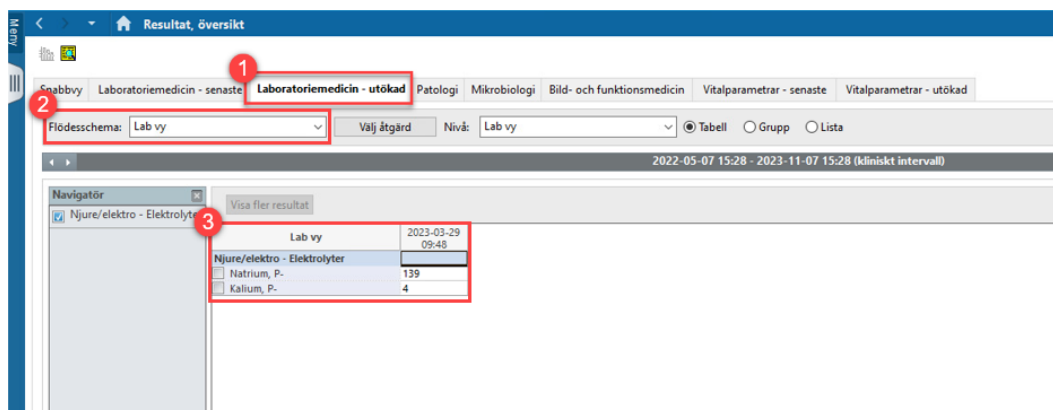 Meny
Resultat, översikt
1
Snabbvy Laboratoriemedicin - senaste Laboratoriemedicin - utökad Patologi Mikrobiologi Bild- och funktionsmedicin Vitalparametrar - senaste Vitalparametrar - utökad
2
Flödesschema: Lab vy Välj åtgärd Nivå: Lab vy Tabell Grupp Lista
2022-05-07 15:28 - 2023-11-07 15:28 (kliniskt intervall)
Navigatör
Njure/elektro - Elektrolyter
Visa fler resultat
3
Lab vy 2023-03-29
09:48
Njure/elektro - Elektrolyter
Natrium, P- 139
Kalium, P- 4